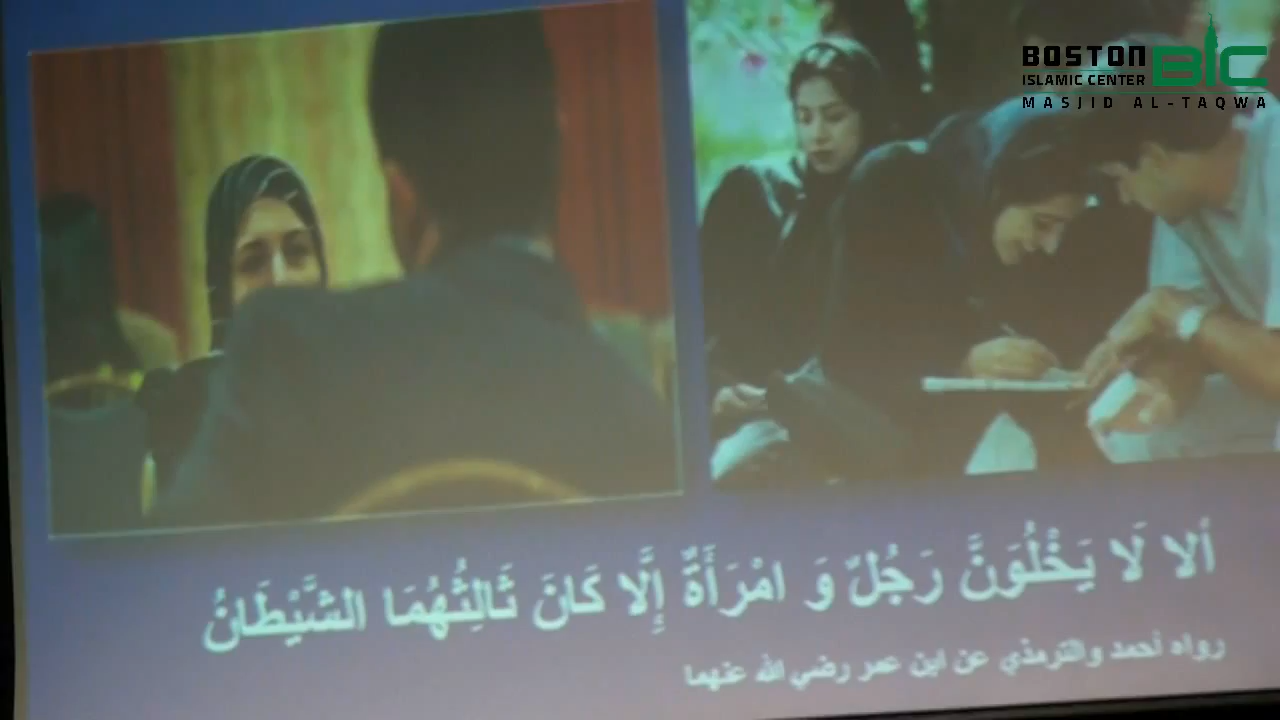 BOSTON BIC
ISLAMIC CENTER
MASJID AL-TAQWA
ألا لَا يَخْلُوَنَّ رَجُلٌ وَ امْرَأَةٌ إِلَّا كَانَ ثَالِثُهُمَا الشَّيْطَانُ
رواه أحمد والترمذي عن ابن عمر رضي الله عنهما